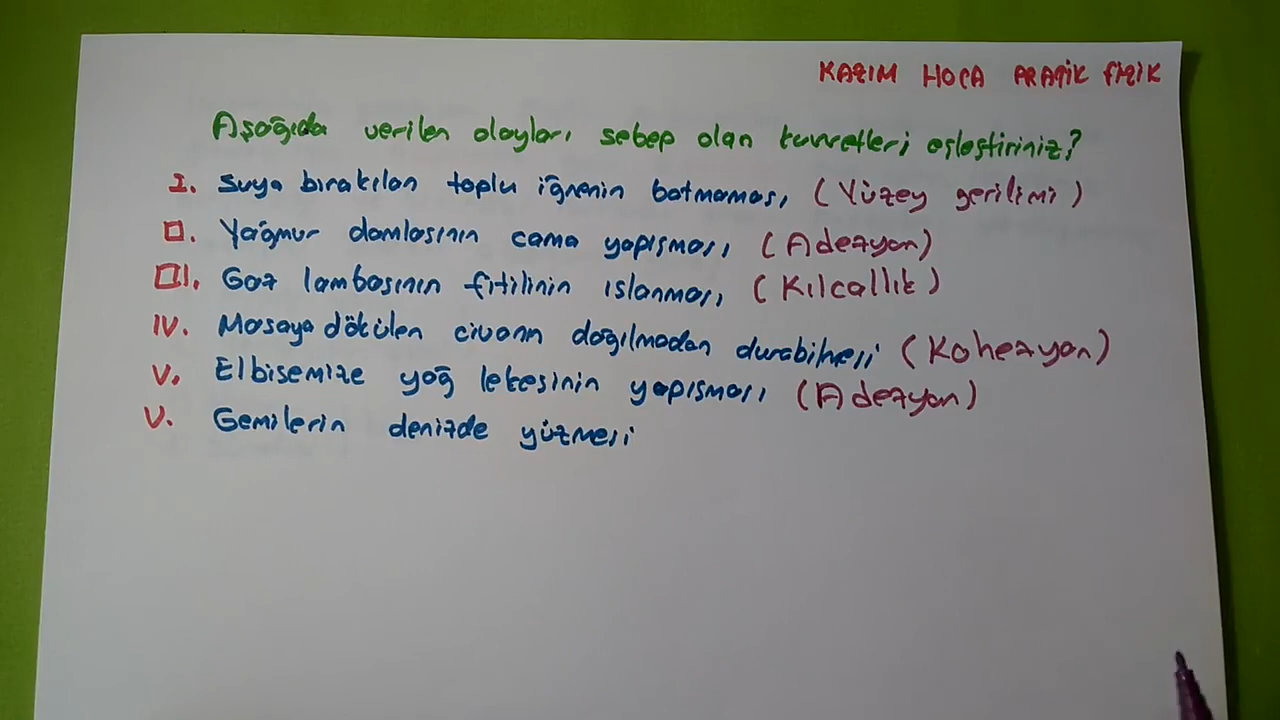 KAZIM HOCA PRATİK FİZİK
Aşağıda verilen olayları sebep olan kuvvetleri eşleştiriniz?
I. Suya bırakılan toplu iğnenin batmaması, (Yüzey gerilimi)
II. Yağmur damlasının cama yapışması, (Adezyon)
III. Gaz lambasının fitilinin ıslanması, (Kılcallık)
IV. Masaya dökülen civanın dağılmadan durabilmesi (Kohezyon)
V. Elbisemize yağ lekesinin yapışması, (Adezyon)
V. Gemilerin denizde yüzmesi